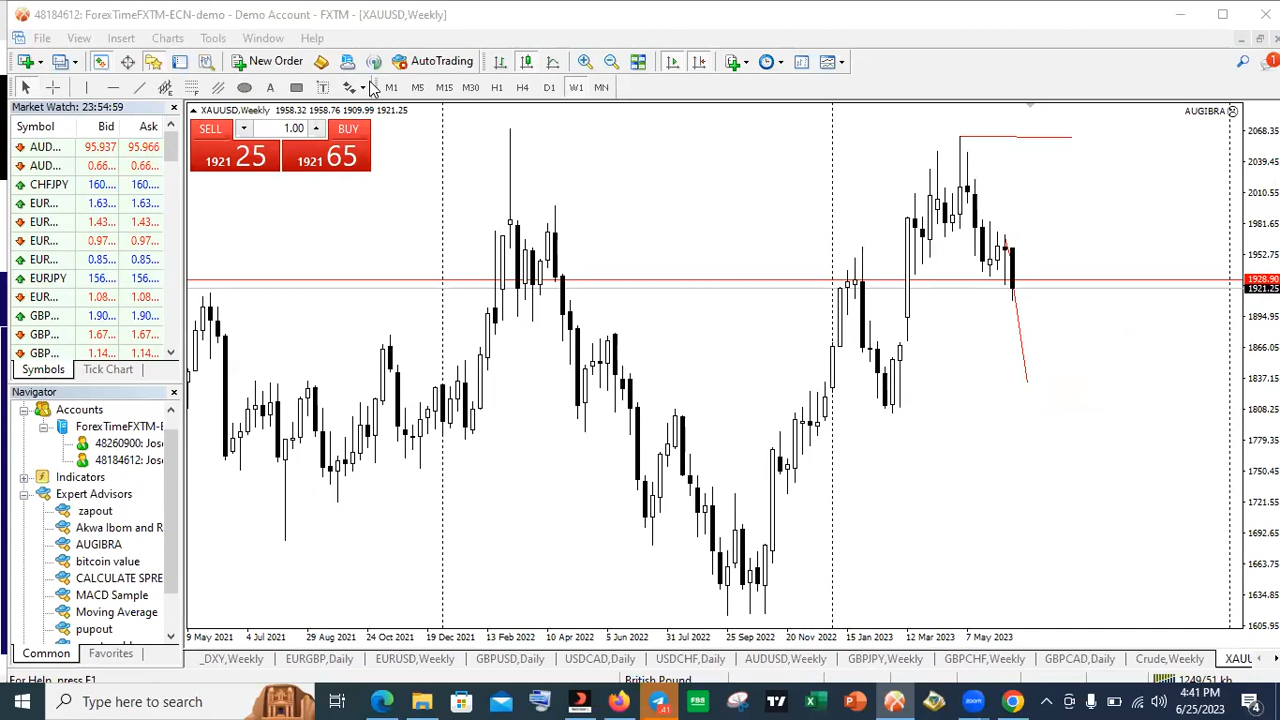 48184612: ForexTimeFXTM-ECN-demo - Demo Account - FXTM - [XAUUSD,Weekly]
File View Insert Charts Tools Window Help
New Order AutoTrading
A T M1 M5 M15 M30 H1 H4 D1 W1 MN
Market Watch: 23:54:59
Symbol Bid Ask
AUD... 95.937 95.966
AUD... 0.66... 0.66...
CHFJPY 160.... 160....
EUR... 1.63... 1.63...
EUR... 1.43... 1.43...
EUR... 0.97... 0.97...
EUR... 0.85... 0.85...
EURJPY 156.... 156....
EUR... 1.08... 1.08...
GBP... 1.90... 1.90...
GBP... 1.67... 1.67...
GBP... 1.14... 1.14...
Symbols Tick Chart
Navigator
Accounts
ForexTimeFXTM-E
48260900: Jos
48184612: Jos
Indicators
Expert Advisors
zapout
Akwa Ibom and R
AUGIBRA
bitcoin value
CALCULATE SPRE
MACD Sample
Moving Average
pupout
Common Favorites
XAUUSD,Weekly 1958.32 1958.76 1909.99 1921.25
AUGIBRA
SELL 1.00 BUY
1921 25 1921 65
2068.35
2039.45
2010.55
1981.65
1952.75
1928.90
1921.25
1894.95
1866.05
1837.15
1808.25
1779.35
1750.45
1721.55
1692.65
1663.75
1634.85
1605.95
9 May 2021 4 Jul 2021 29 Aug 2021 24 Oct 2021 19 Dec 2021 13 Feb 2022 10 Apr 2022 5 Jun 2022 31 Jul 2022 25 Sep 2022 20 Nov 2022 15 Jan 2023 12 Mar 2023 7 May 2023
_DXY,Weekly EURGBP,Daily EURUSD,Weekly GBPUSD,Daily USDCAD,Daily USDCHF,Daily AUDUSD,Weekly GBPJPY,Weekly GBPCHF,Weekly GBPCAD,Daily Crude,Weekly XAU
For Help, press F1 British Pound 1249/51 kb
Type here to search
41
FBS
4:41 PM
6/25/2023
4